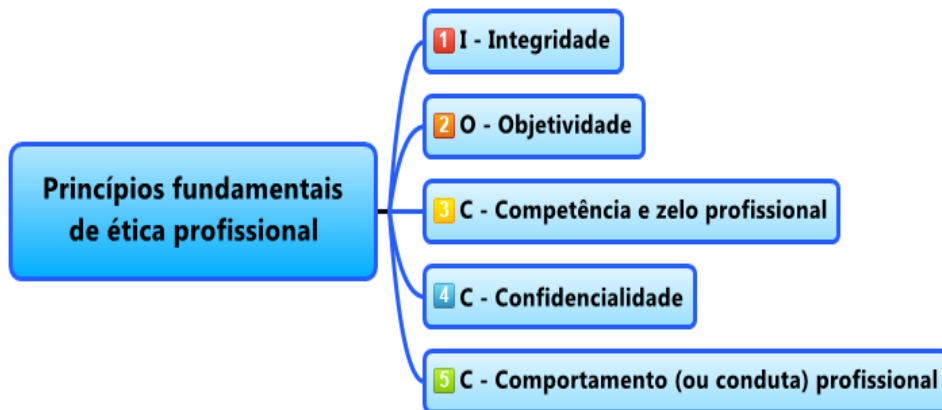 1 I - Integridade
2 O - Objetividade
Princípios fundamentais
de ética profissional
3 C - Competência e zelo profissional
4 C - Confidencialidade
5 C - Comportamento (ou conduta) profissional